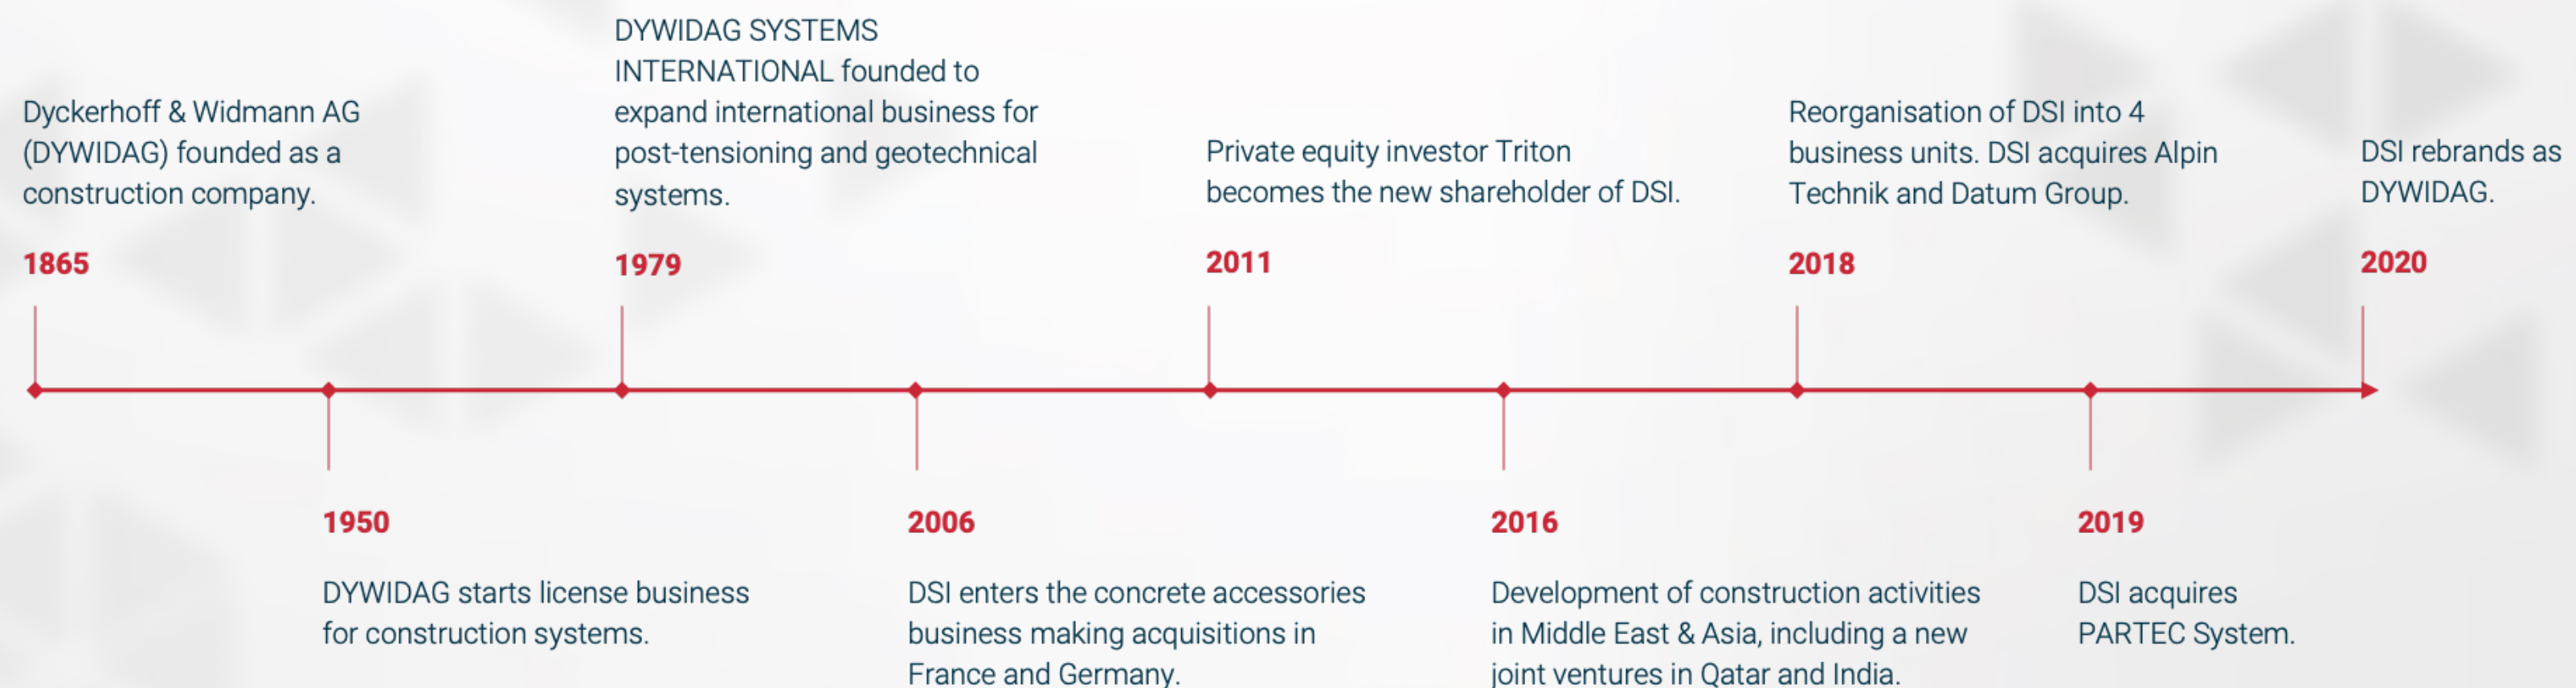 Dyckerhoff & Widmann AG
(DYWIDAG) founded as a
construction company.
1865
DYWIDAG starts license business
for construction systems.
1950
DYWIDAG SYSTEMS
INTERNATIONAL founded to
expand international business for
post-tensioning and geotechnical
systems.
1979
2006
DSI enters the concrete accessories
business making acquisitions in
France and Germany.
Private equity investor Triton
becomes the new shareholder of DSI.
2011
2016
Development of construction activities
in Middle East & Asia, including a new
joint ventures in Qatar and India.
Reorganisation of DSI into 4
business units. DSI acquires Alpin
Technik and Datum Group.
2018
2019
DSI acquires
PARTEC System.
DSI rebrands as
DYWIDAG.
2020